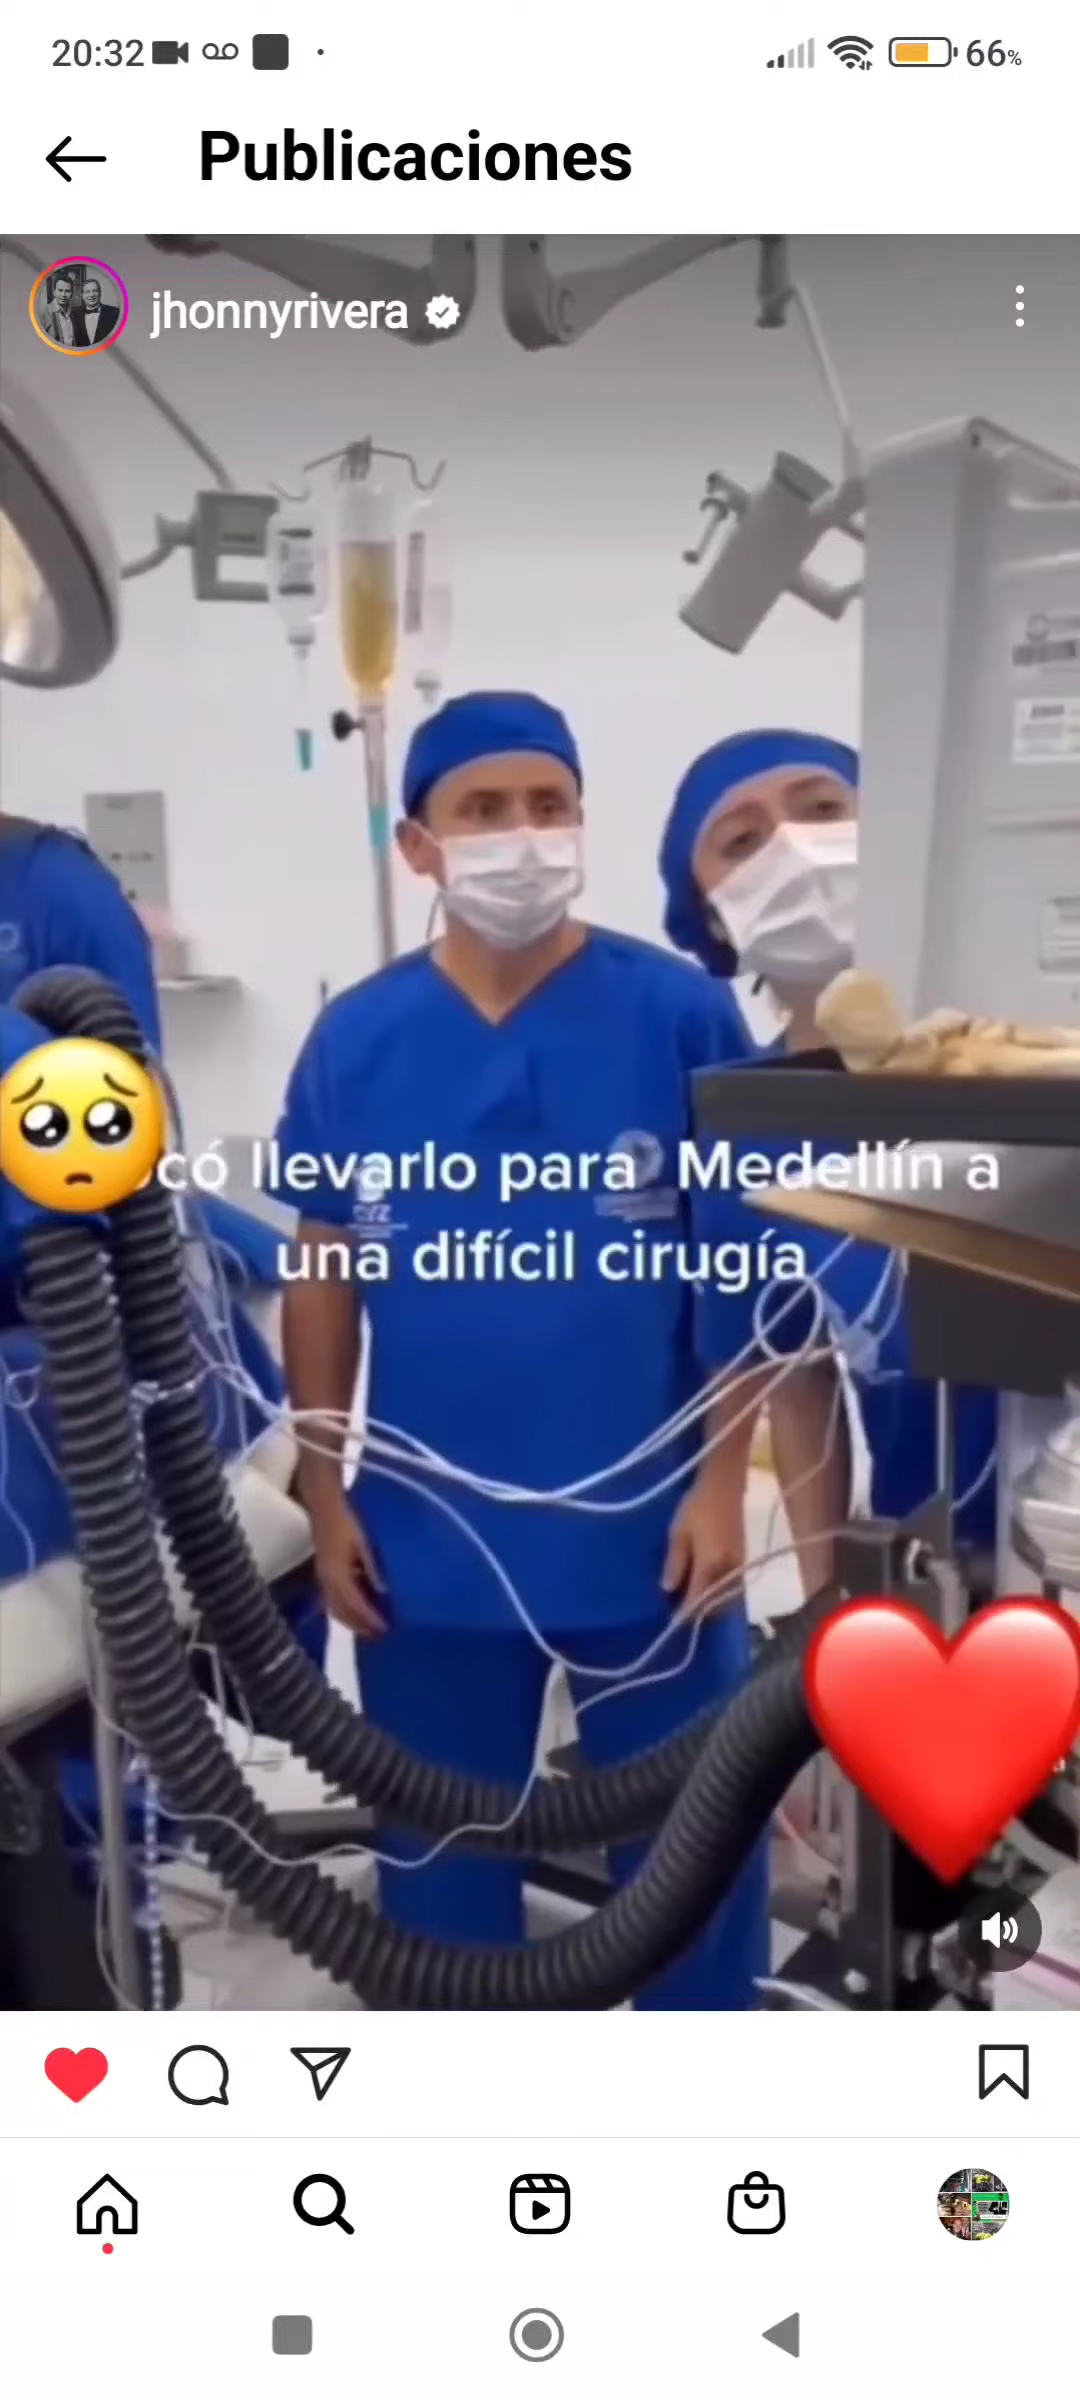 20:32
66%
Publicaciones
jhonnyrivera
có llevarlo para Medellín a
una difícil cirugía